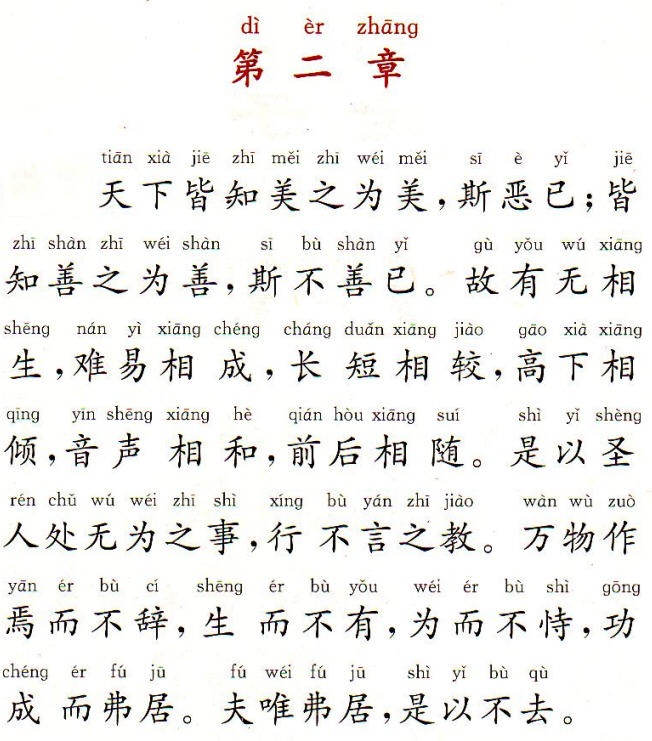 dì èr zhāng
第二章
tiān xià jiē zhī měi zhī wéi měi sī è yǐ jiē
天下皆知美之为美,斯恶已;皆
zhī shàn zhī wéi shàn sī bù shàn yǐ gù yǒu wú xiāng
知善之为善,斯不善已。故有无相
shēng nán yì xiāng chéng cháng duǎn xiāng jiào gāo xià xiāng
生,难易相成,长短相较,高下相
qīng yīn shēng xiāng hè qián hòu xiāng suí shì yǐ shèng
倾,音声相和,前后相随。是以圣
rén chǔ wú wéi zhī shì xíng bù yán zhī jiào wàn wù zuò
人处无为之事,行不言之教。万物作
yān ér bù cí shēng ér bù yǒu wéi ér bù shì gōng
焉而不辞,生而不有,为而不恃,功
chéng ér fú jū fú wéi fú jū shì yǐ bù qù
成而弗居。夫唯弗居,是以不去。